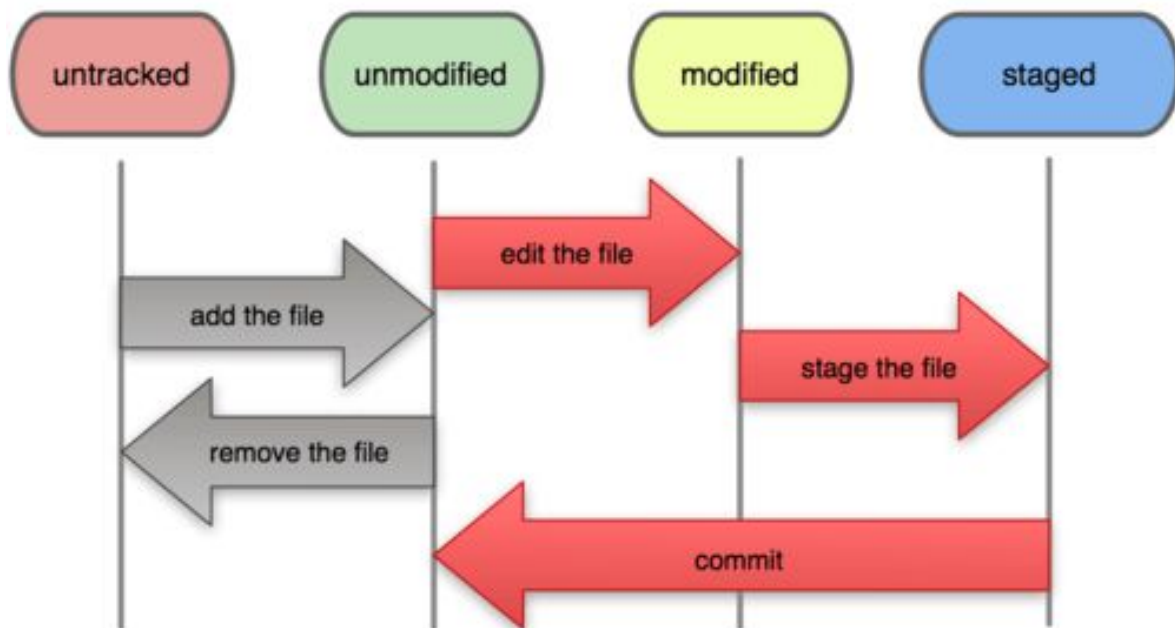 untracked
unmodified
modified
staged
edit the file
add the file
stage the file
remove the file
commit